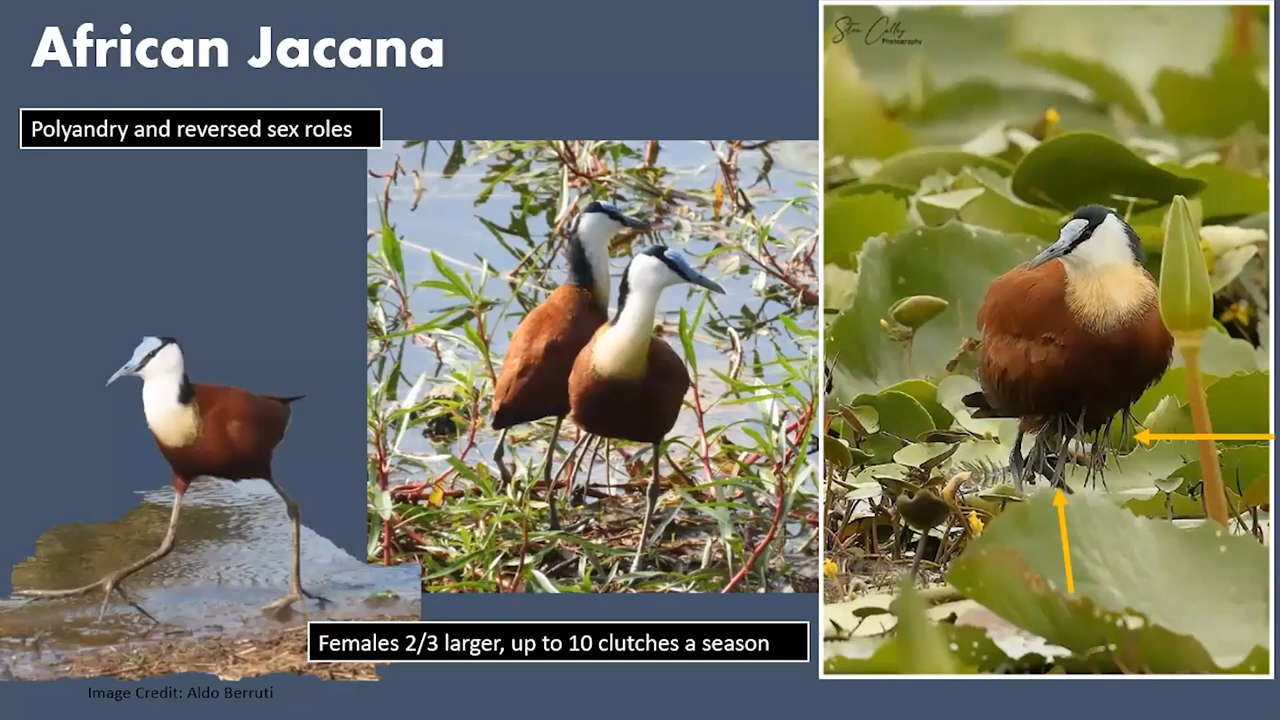 African Jacana
Polyandry and reversed sex roles
Females 2/3 larger, up to 10 clutches a season
Image Credit: Aldo Berruti
Photography